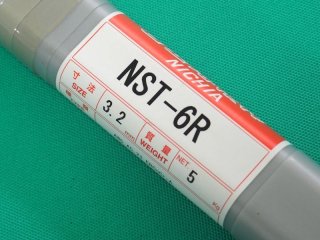 NICHIA
NST-6R
寸法 SIZE 3.2 mm 質量 WEIGHT NET 5 Kg